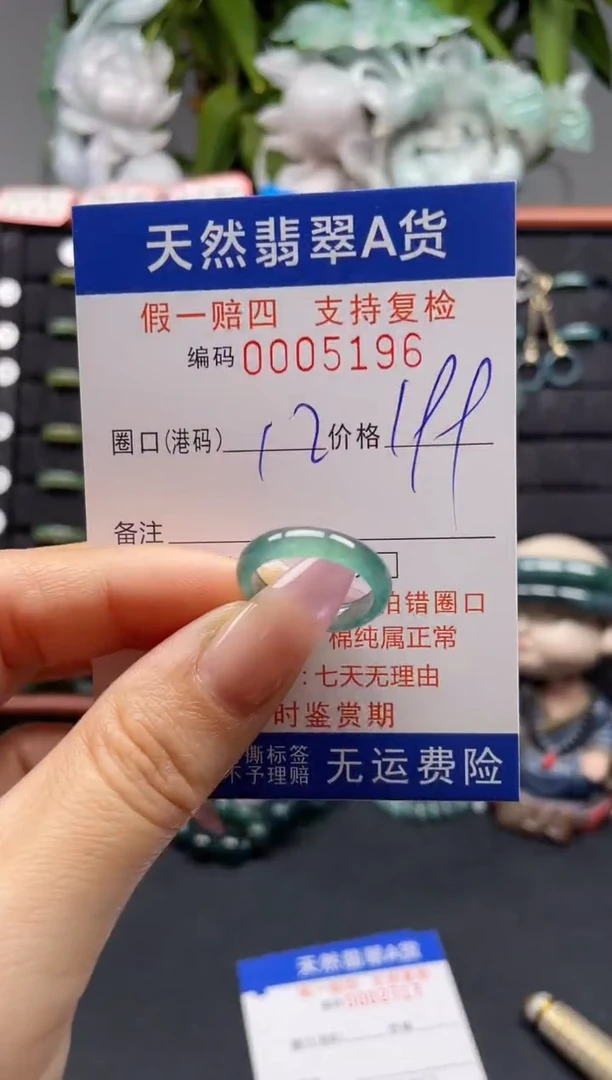 天然翡翠A货
假一赔四 支持复检
编码 0005196
圈口(港码) 12 价格 199
备注
拍错圈口
棉纯属正常
:七天无理由
时鉴赏期
撕标签
不予理赔 无运费险
天然翡翠A货